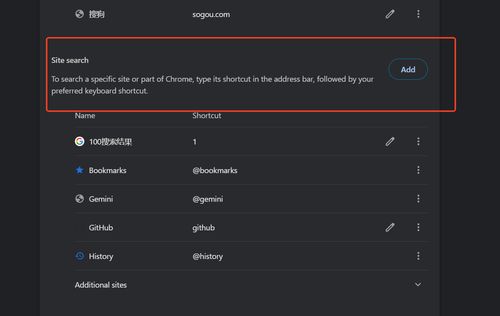 搜狗 sogou.com
Site search
To search a specific site or part of Chrome, type its shortcut in the address bar, followed by your
preferred keyboard shortcut.
Add
Name Shortcut
100搜索结果 1
Bookmarks @bookmarks
Gemini @gemini
GitHub github
History @history
Additional sites